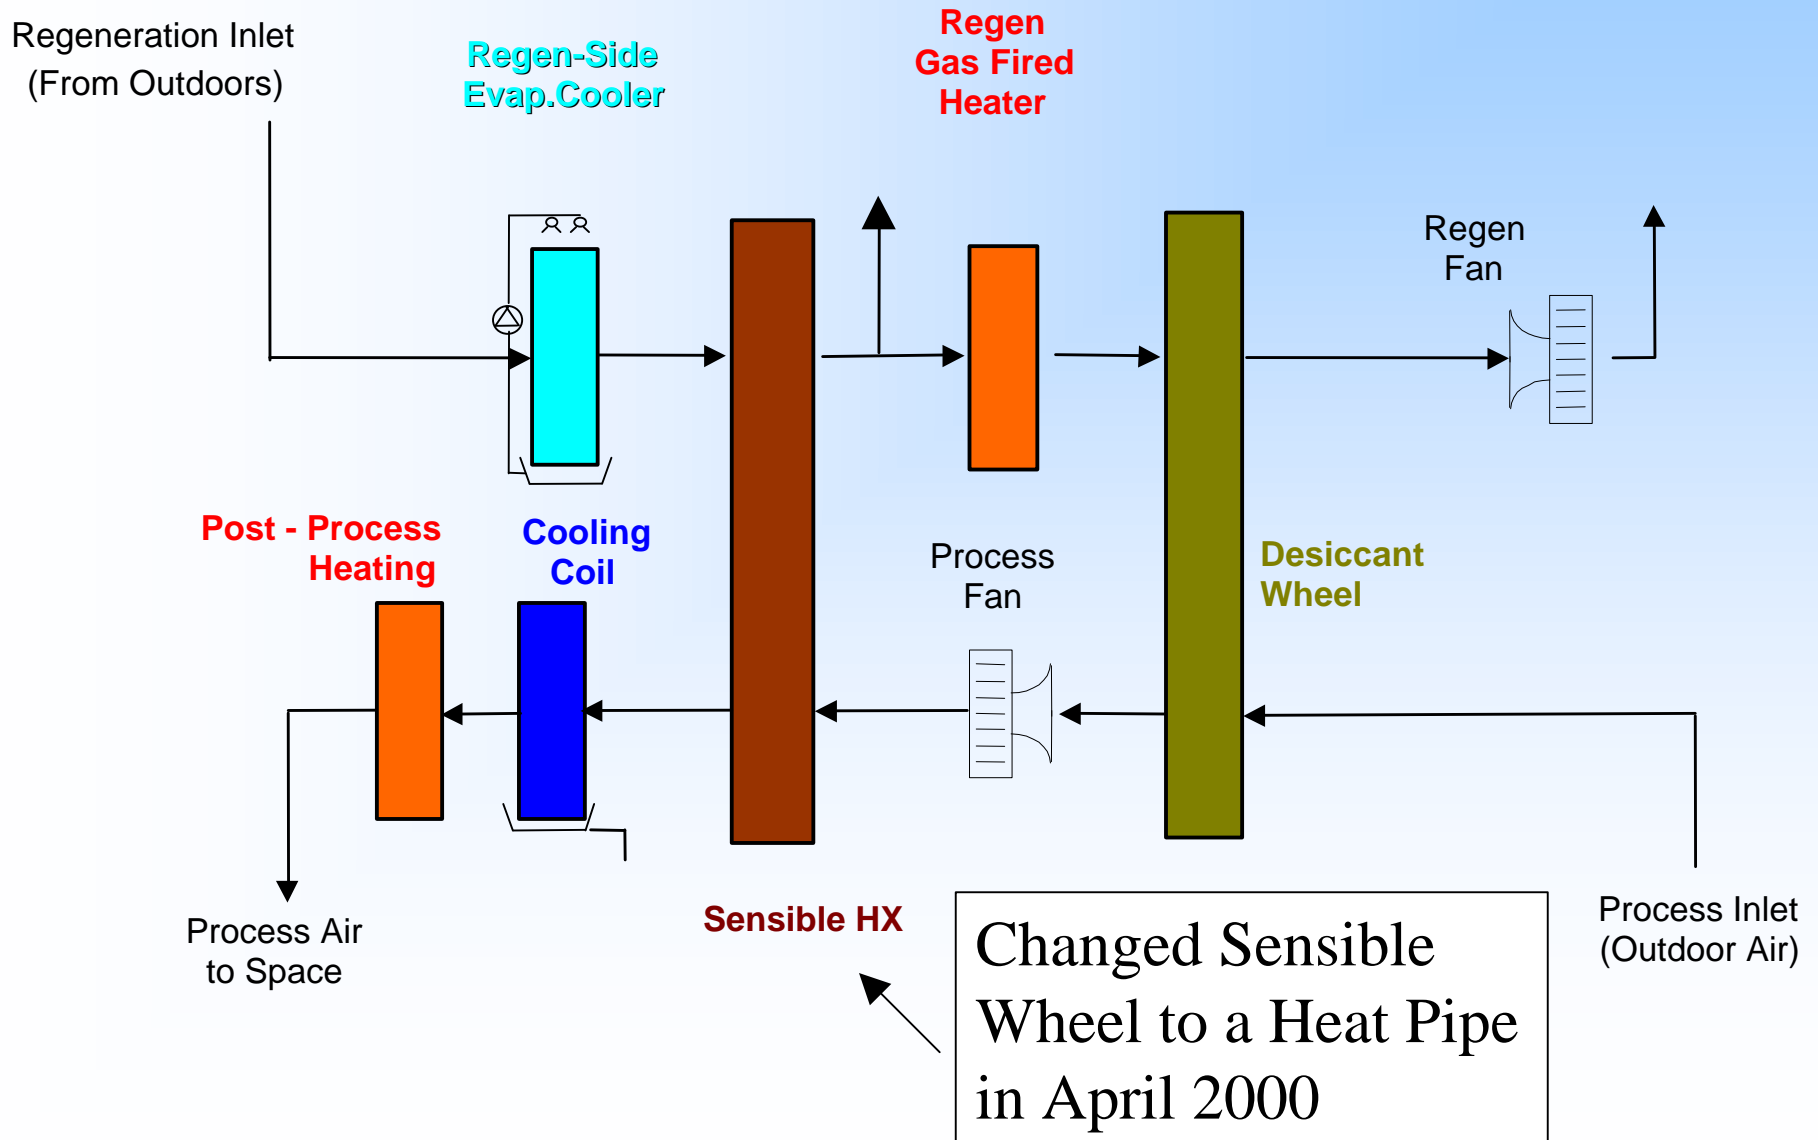 Regeneration Inlet
(From Outdoors)
Regen-Side
Evap.Cooler
Regen
Gas Fired
Heater
Regen
Fan
Post - Process
Heating
Cooling
Coil
Process
Fan
Desiccant
Wheel
Process Air
to Space
Sensible HX
Changed Sensible
Wheel to a Heat Pipe
in April 2000
Process Inlet
(Outdoor Air)